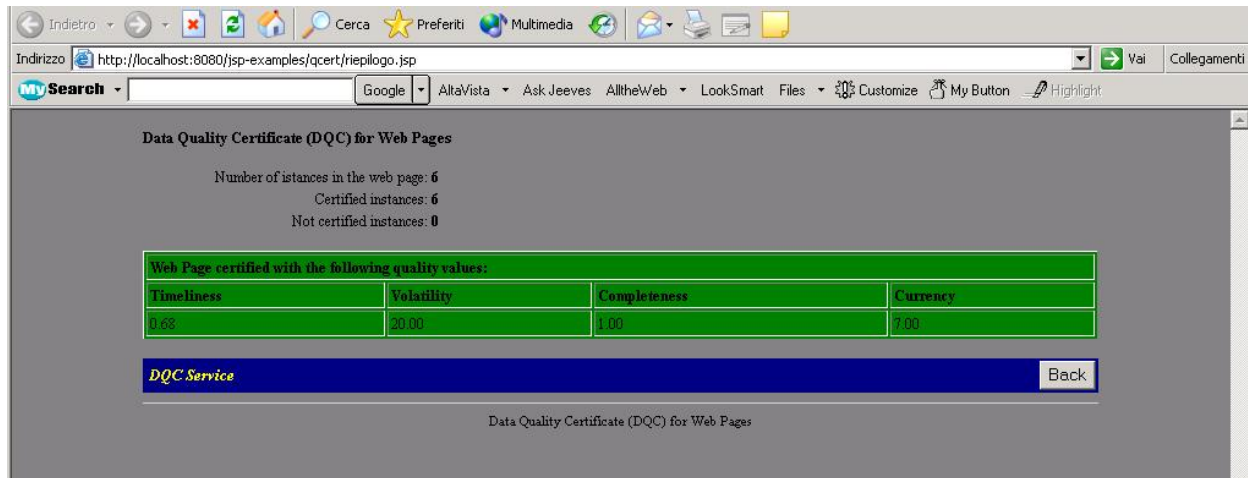 Indietro Cerca Preferiti Multimedia
Indirizzo http://localhost:8080/jsp-examples/qcert/riepilogo.jsp Vai Collegamenti
My Search Google AltaVista Ask Jeeves AlltheWeb LookSmart Files Customize My Button Highlight
Data Quality Certificate (DQC) for Web Pages
Number of istances in the web page: 6
Certified instances: 6
Not certified instances: 0
Web Page certified with the following quality values:
Timeliness Volatility Completeness Currency
0.68 20.00 1.00 7.00
DQC Service Back
Data Quality Certificate (DQC) for Web Pages